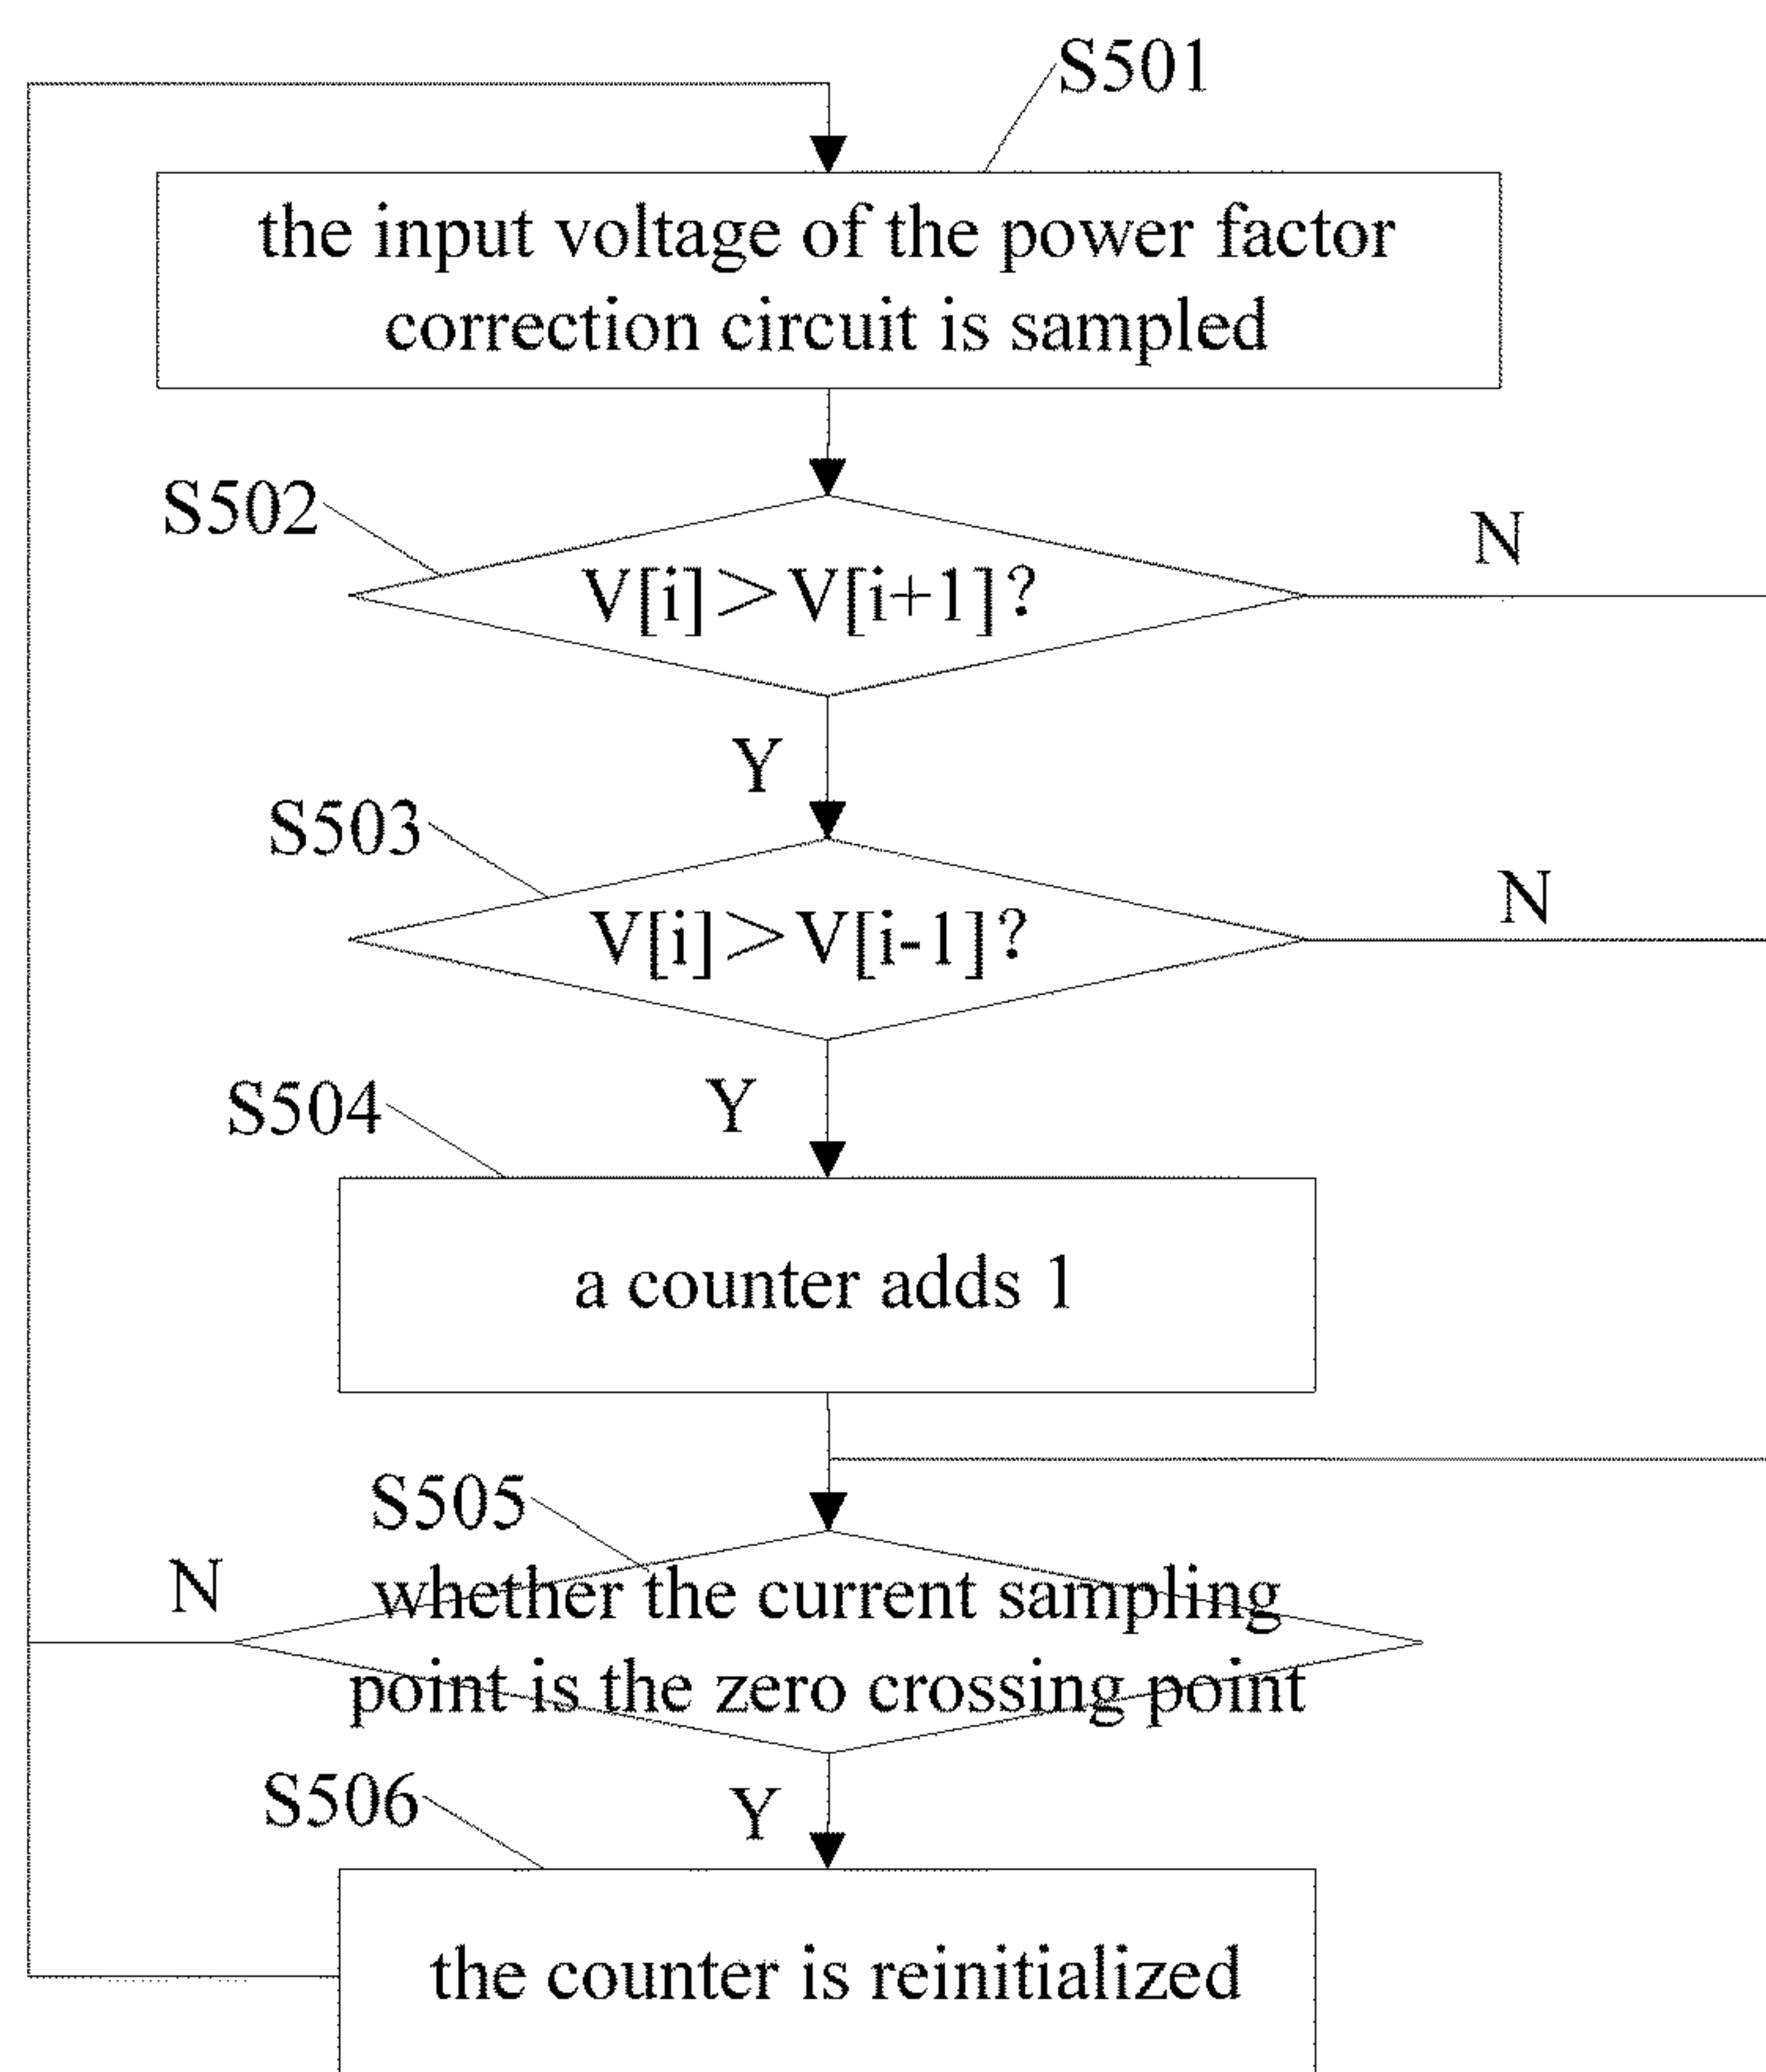 S501
the input voltage of the power factor
correction circuit is sampled
S502
V[i]>V[i+1]?
N
Y
S503
V[i]>V[i-1]?
N
Y
S504
a counter adds 1
S505
N
whether the current sampling
point is the zero crossing point
Y
S506
the counter is reinitialized